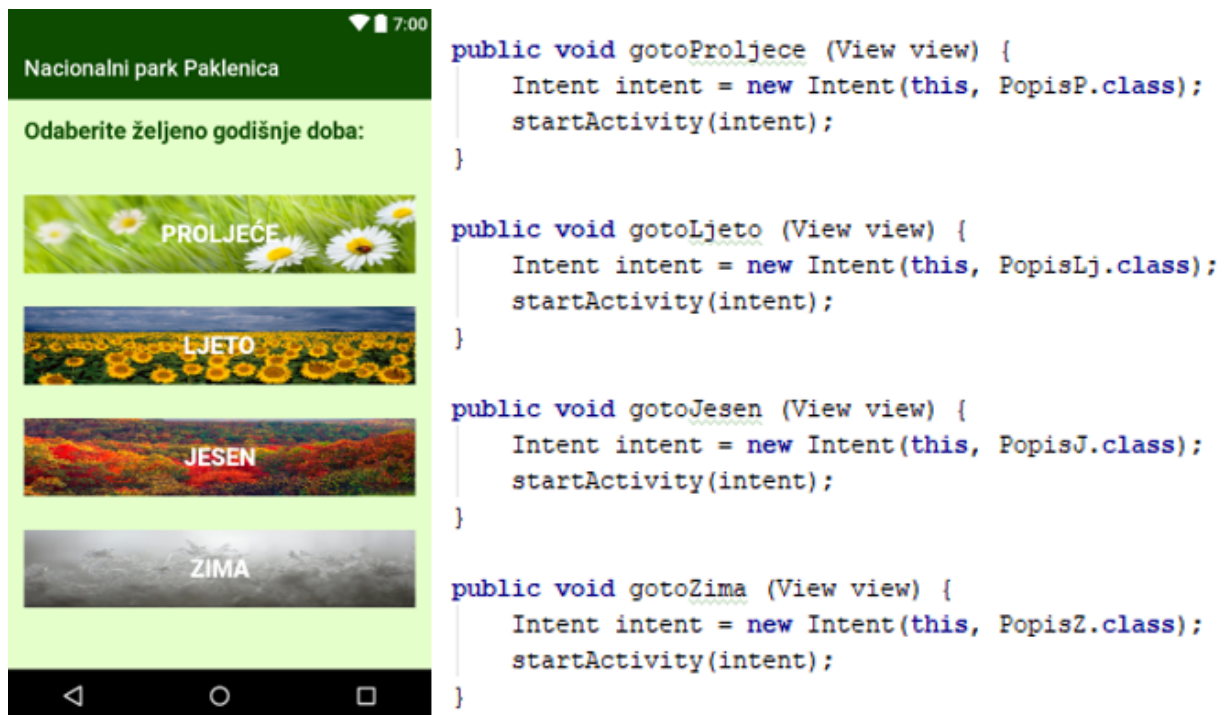 7:00
Nacionalni park Paklenica
Odaberite željeno godišnje doba:
PROLJEĆE
LJETO
JESEN
ZIMA
public void gotoProljece (View view) {
    Intent intent = new Intent(this, PopisP.class);
    startActivity(intent);
}
public void gotoLjeto (View view) {
    Intent intent = new Intent(this, PopisLj.class);
    startActivity(intent);
}
public void gotoJesen (View view) {
    Intent intent = new Intent(this, PopisJ.class);
    startActivity(intent);
}
public void gotoZima (View view) {
    Intent intent = new Intent(this, PopisZ.class);
    startActivity(intent);
}